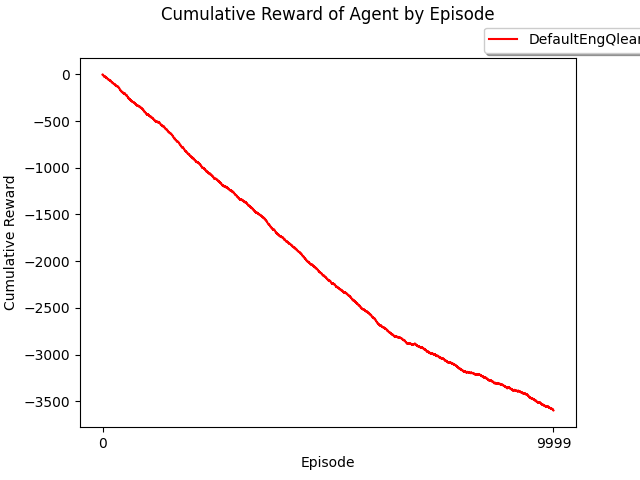 Cumulative Reward of Agent by Episode
DefaultEngQlear
0
−500
−1000
−1500
−2000
−2500
−3000
−3500
Cumulative Reward
0
9999
Episode